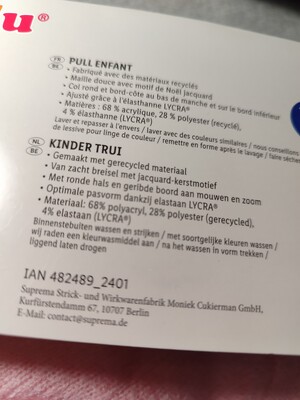 u®
FR
BE
PULL ENFANT
• Fabriqué avec des matériaux recyclés
• Maille douce avec motif de Noël jacquard
• Col rond et bord-côte au bas de manche et sur le bord inférieur
• Ajusté grâce à l'élasthanne LYCRA®
• Matières : 68 % acrylique, 28 % polyester (recyclé),
4 % élasthanne (LYCRA®)
Laver et repasser à l'envers / laver avec des couleurs similaires / nous conseillons
de lessive pour linge de couleur / remettre en forme après le lavage / faire séche
NL
BE
KINDER TRUI
• Gemaakt met gerecycled materiaal
• Van zacht breisel met jacquard-kerstmotief
• Met ronde hals en geribde boord aan mouwen en zoom
• Optimale pasvorm dankzij elastaan LYCRA®
• Materiaal: 68% polyacryl, 28% polyester (gerecycled),
4% elastaan (LYCRA®)
Binnenstebuiten wassen en strijken / met soortgelijke kleuren wassen /
wij raden een kleurwasmiddel aan / na het wassen in vorm trekken /
liggend laten drogen
IAN 482489_2401
Suprema Strick- und Wirkwarenfabrik Moniek Cukierman GmbH,
Kurfürstendamm 67, 10707 Berlin
E-Mail: contact@suprema.de